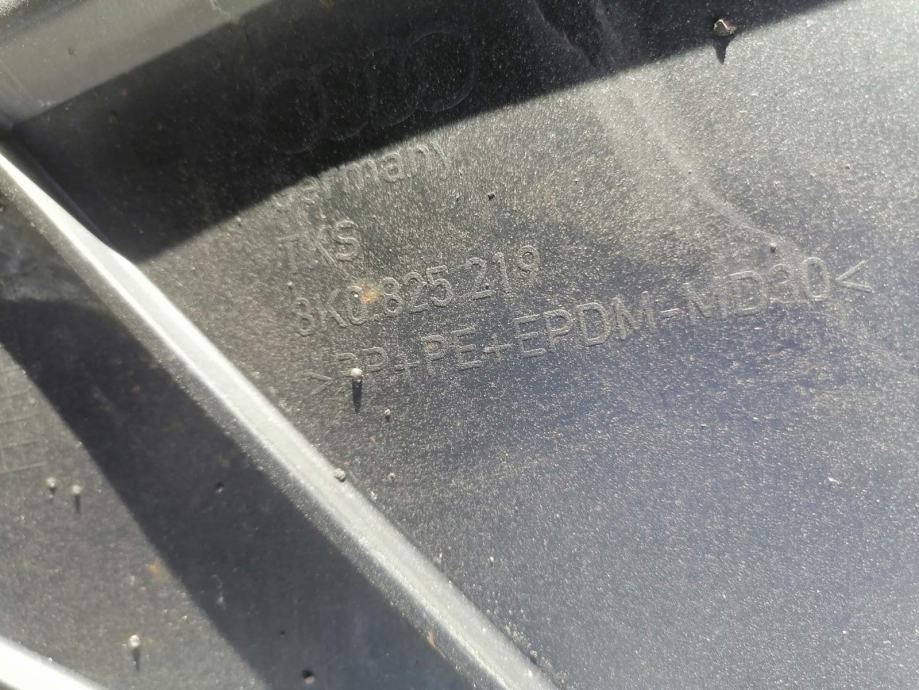 Germany
TKS
8K0 825 219
>PP+PE+EPDM-MD30<